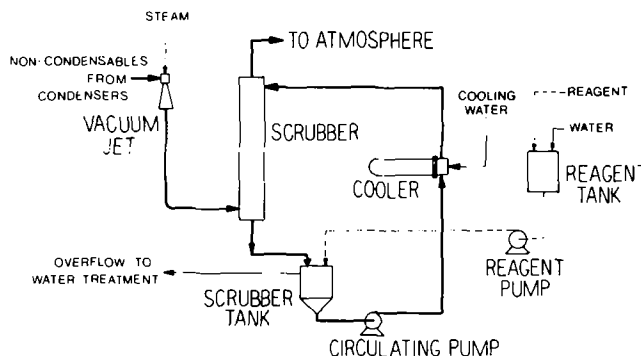 STEAM
TO ATMOSPHERE
NON-CONDENSABLES
FROM
CONDENSERS
VACUUM
JET
SCRUBBER
COOLING
WATER
REAGENT
WATER
COOLER
REAGENT
TANK
OVERFLOW TO
WATER TREATMENT
SCRUBBER
TANK
REAGENT
PUMP
CIRCULATING PUMP